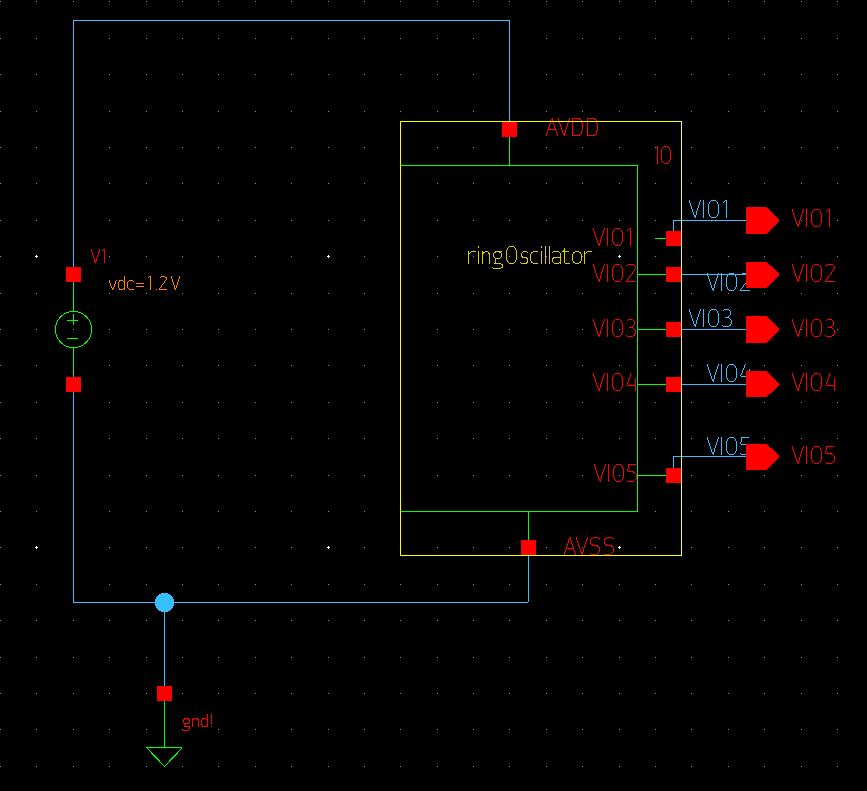 AVDD
I0
VIO1
VIO1
VIO1
V1
ringOscillator
vdc=1.2V
VIO2
VIO2
VIO2
VIO3
VIO3
VIO3
VIO4
VIO4
VIO4
VIO5
VIO5
VIO5
AVSS
gnd!